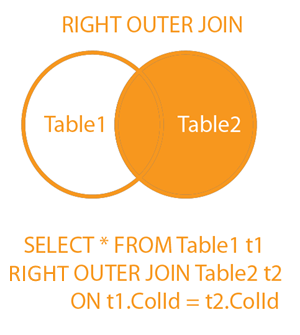 RIGHT OUTER JOIN
Table1 Table2
SELECT * FROM Table1 t1
RIGHT OUTER JOIN Table2 t2
ON t1.ColId = t2.ColId